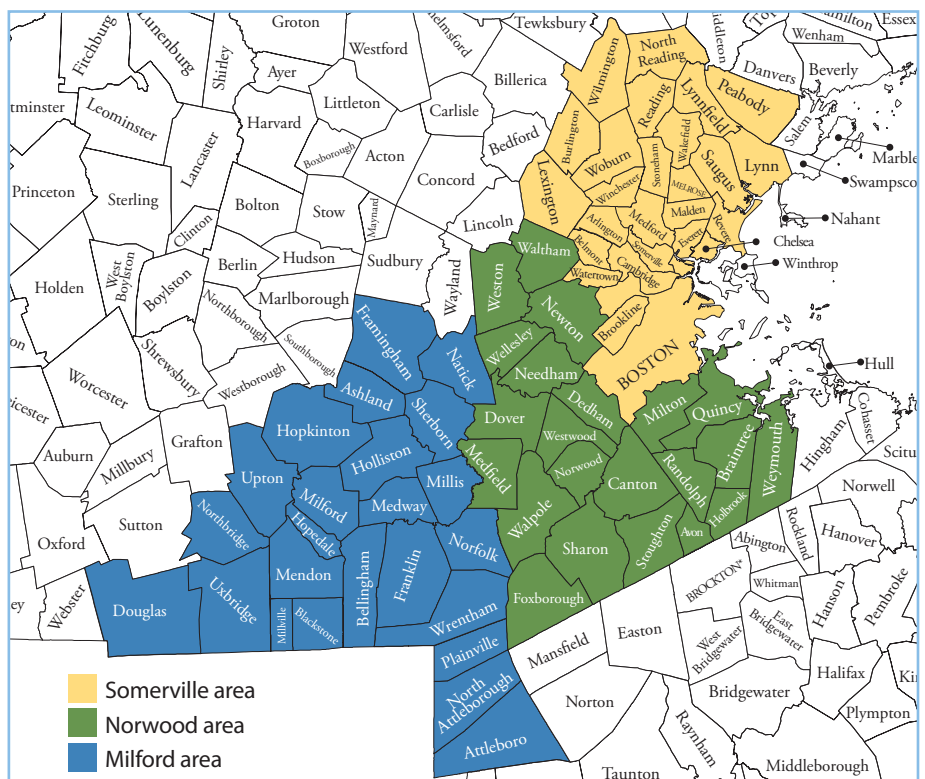 Groton
Tewksbury
Essex
Fitchburg
Lunenburg
Shirley
Westford
Wenham
Ayer
Billerica
Wilmington
North
Reading
Danvers
Beverly
Littleton
Carlisle
Reading
Lynnfield
Peabody
Leominster
Harvard
Bedford
Burlington
Salem
Lancaster
Boxborough
Acton
Woburn
Stoneham
Wakefield
Saugus
Lynn
Princeton
Sterling
Bolton
Stow
Maynard
Concord
Lexington
Winchester
MELROSE
Clinton
Lincoln
Arlington
Medford
Malden
Revere
Nahant
Holden
West
Boylston
Boylston
Berlin
Hudson
Sudbury
Wayland
Weston
Waltham
Belmont
Somerville
Everett
Chelsea
Watertown
Cambridge
Winthrop
Northborough
Marlborough
Newton
Brookline
Southborough
Framingham
Natick
Wellesley
BOSTON
Shrewsbury
Westborough
Needham
Hull
Worcester
Ashland
Sherborn
Dover
Dedham
Milton
Quincy
Cohasset
Grafton
Hopkinton
Westwood
Hingham
Auburn
Millbury
Holliston
Medfield
Norwood
Braintree
Weymouth
Upton
Milford
Medway
Millis
Canton
Randolph
Norwell
Sutton
Northbridge
Hopedale
Walpole
Holbrook
Oxford
Norfolk
Sharon
Stoughton
Avon
Abington
Rockland
Hanover
Webster
Douglas
Uxbridge
Mendon
Bellingham
Franklin
Foxborough
BROCKTON*
Whitman
Hanson
Pembroke
Millville
Blackstone
Wrentham
Easton
West
Bridgewater
East
Bridgewater
Plainville
Mansfield
Halifax
North
Attleborough
Norton
Bridgewater
Plympton
Attleboro
Raynham
Taunton
Middleborough
Somerville area
Norwood area
Milford area